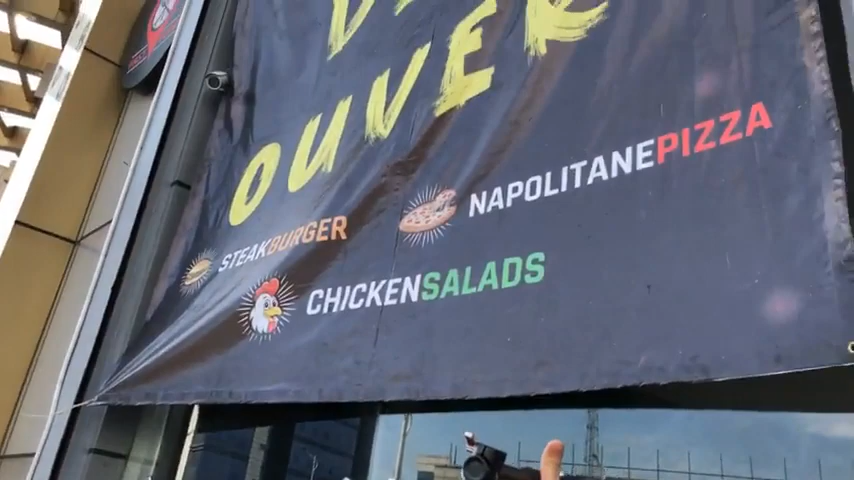 OUVER
STEAKBURGER
NAPOLITANEPIZZA
CHICKENSALADS